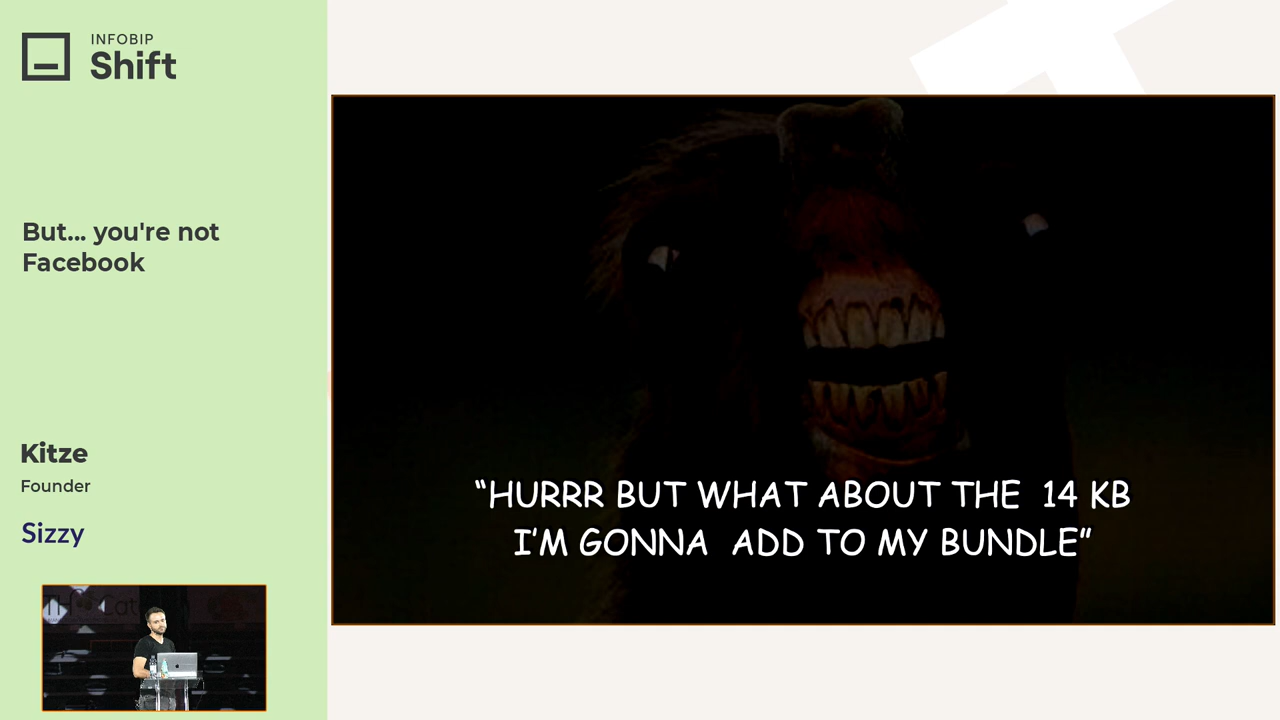 INFOBIP
Shift
But... you're not
Facebook
Kitze
Founder
Sizzy
“HURRR BUT WHAT ABOUT THE 14 KB
I’M GONNA ADD TO MY BUNDLE”